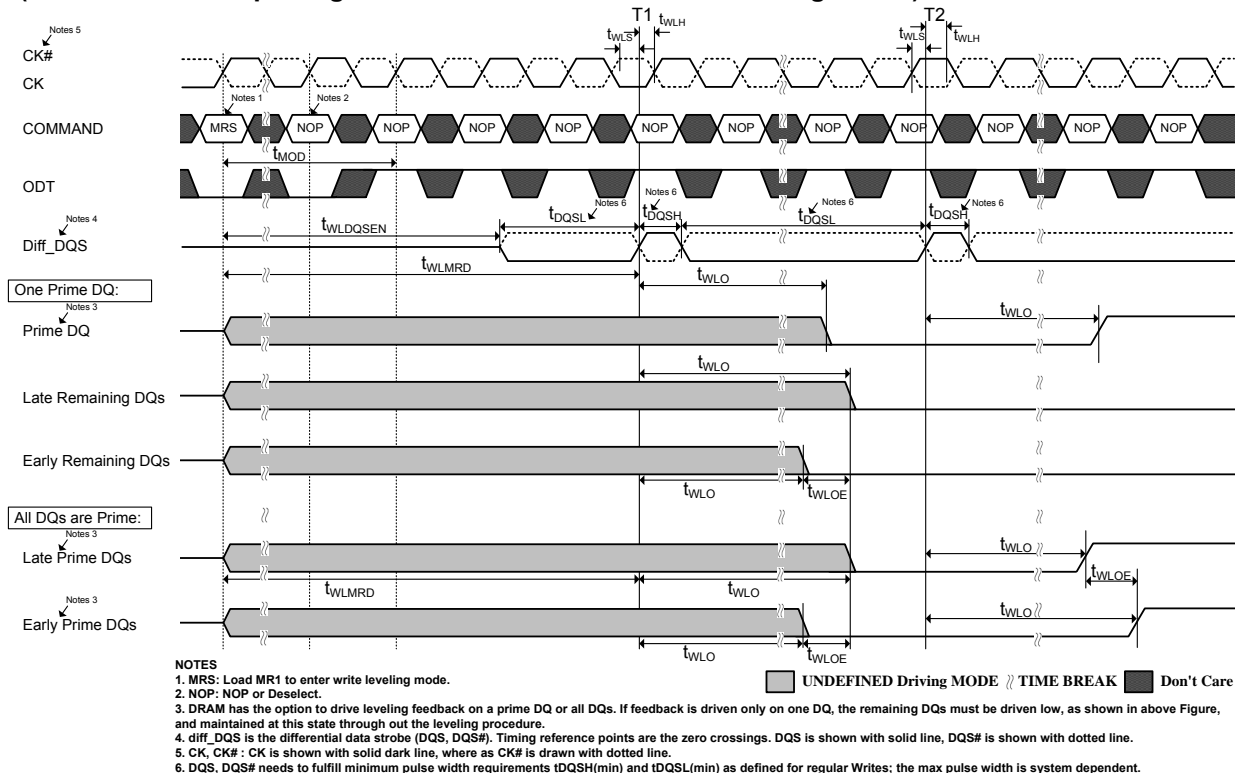 T1 T2
Notes 5
tWLS tWLH tWLS tWLH
CK#
CK
Notes 1 Notes 2
COMMAND MRS NOP NOP NOP NOP NOP NOP NOP NOP NOP NOP NOP
tMOD
ODT
Notes 4 Notes 6 Notes 6 Notes 6 Notes 6
tWLDQSEN tDQSL tDQSH tDQSL tDQSH
Diff_DQS
tWLMRD tWLO
One Prime DQ:
Notes 3
tWLO
Prime DQ
tWLO
Late Remaining DQs
Early Remaining DQs
tWLO tWLOE
All DQs are Prime:
Notes 3
Late Prime DQs tWLO
tWLMRD tWLO tWLOE
Notes 3
Early Prime DQs tWLO
tWLO tWLOE
NOTES
1. MRS: Load MR1 to enter write leveling mode.
UNDEFINED Driving MODE TIME BREAK Don't Care
2. NOP: NOP or Deselect.
3. DRAM has the option to drive leveling feedback on a prime DQ or all DQs. If feedback is driven only on one DQ, the remaining DQs must be driven low, as shown in above Figure,
and maintained at this state through out the leveling procedure.
4. diff_DQS is the differential data strobe (DQS, DQS#). Timing reference points are the zero crossings. DQS is shown with solid line, DQS# is shown with dotted line.
5. CK, CK# : CK is shown with solid dark line, where as CK# is drawn with dotted line.
6. DQS, DQS# needs to fulfill minimum pulse width requirements tDQSH(min) and tDQSL(min) as defined for regular Writes; the max pulse width is system dependent.